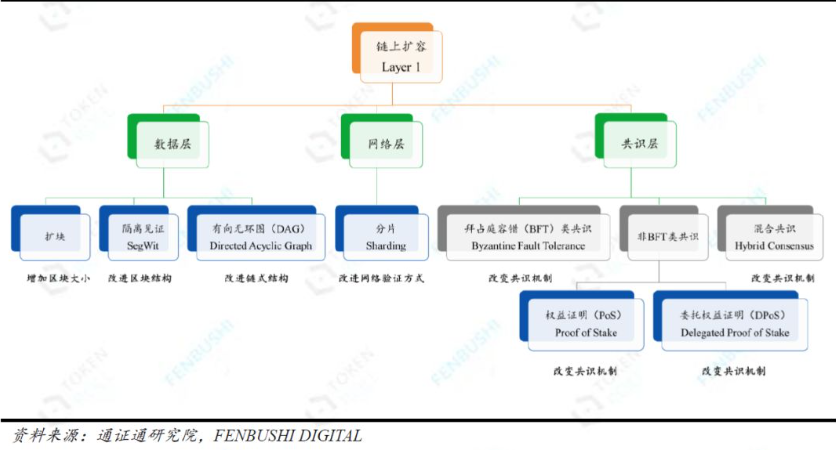 链上扩容
Layer 1
数据层
网络层
共识层
扩块
隔离见证
SegWit
有向无环图（DAG）
Directed Acyclic Graph
分片
Sharding
拜占庭容错（BFT）类共识
Byzantine Fault Tolerance
非BFT类共识
混合共识
Hybrid Consensus
增加区块大小
改进区块结构
改进链式结构
改进网络验证方式
改变共识机制
改变共识机制
权益证明（PoS）
Proof of Stake
委托权益证明（DPoS）
Delegated Proof of Stake
改变共识机制
改变共识机制
资料来源：通证通研究院，FENBUSHI DIGITAL
TOKEN
FENBUSHI